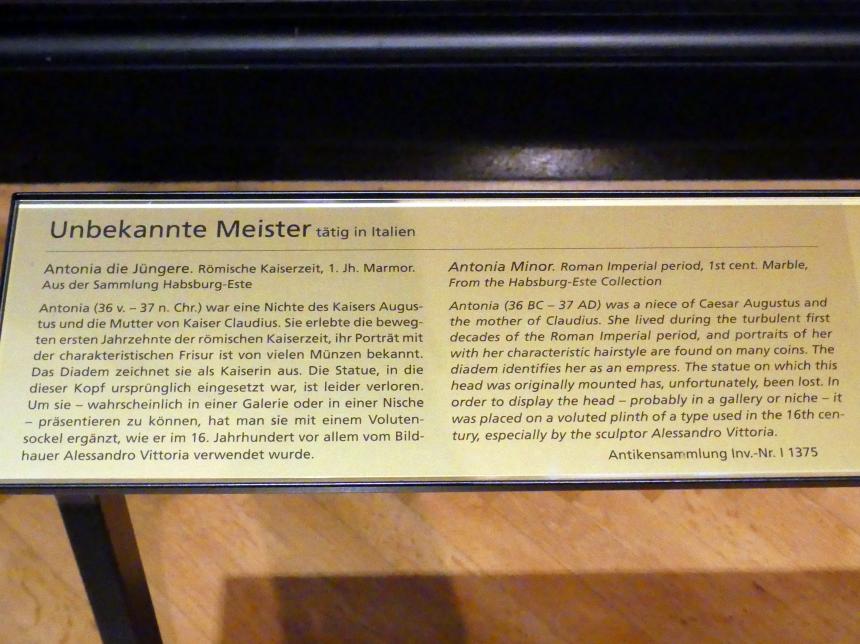 Unbekannte Meister tätig in Italien
Antonia die Jüngere. Römische Kaiserzeit, 1. Jh. Marmor.
Aus der Sammlung Habsburg-Este
Antonia (36 v. – 37 n. Chr.) war eine Nichte des Kaisers Augus-
tus und die Mutter von Kaiser Claudius. Sie erlebte die beweg-
ten ersten Jahrzehnte der römischen Kaiserzeit, ihr Porträt mit
der charakteristischen Frisur ist von vielen Münzen bekannt.
Das Diadem zeichnet sie als Kaiserin aus. Die Statue, in die
dieser Kopf ursprünglich eingesetzt war, ist leider verloren.
Um sie – wahrscheinlich in einer Galerie oder in einer Nische
– präsentieren zu können, hat man sie mit einem Voluten-
sockel ergänzt, wie er im 16. Jahrhundert vor allem vom Bild-
hauer Alessandro Vittoria verwendet wurde.
Antonia Minor. Roman Imperial period, 1st cent. Marble,
From the Habsburg-Este Collection
Antonia (36 BC – 37 AD) was a niece of Caesar Augustus and
the mother of Claudius. She lived during the turbulent first
decades of the Roman Imperial period, and portraits of her
with her characteristic hairstyle are found on many coins. The
diadem identifies her as an empress. The statue on which this
head was originally mounted has, unfortunately, been lost. In
order to display the head – probably in a gallery or niche – it
was placed on a voluted plinth of a type used in the 16th cen-
tury, especially by the sculptor Alessandro Vittoria.
Antikensammlung Inv.-Nr. I 1375